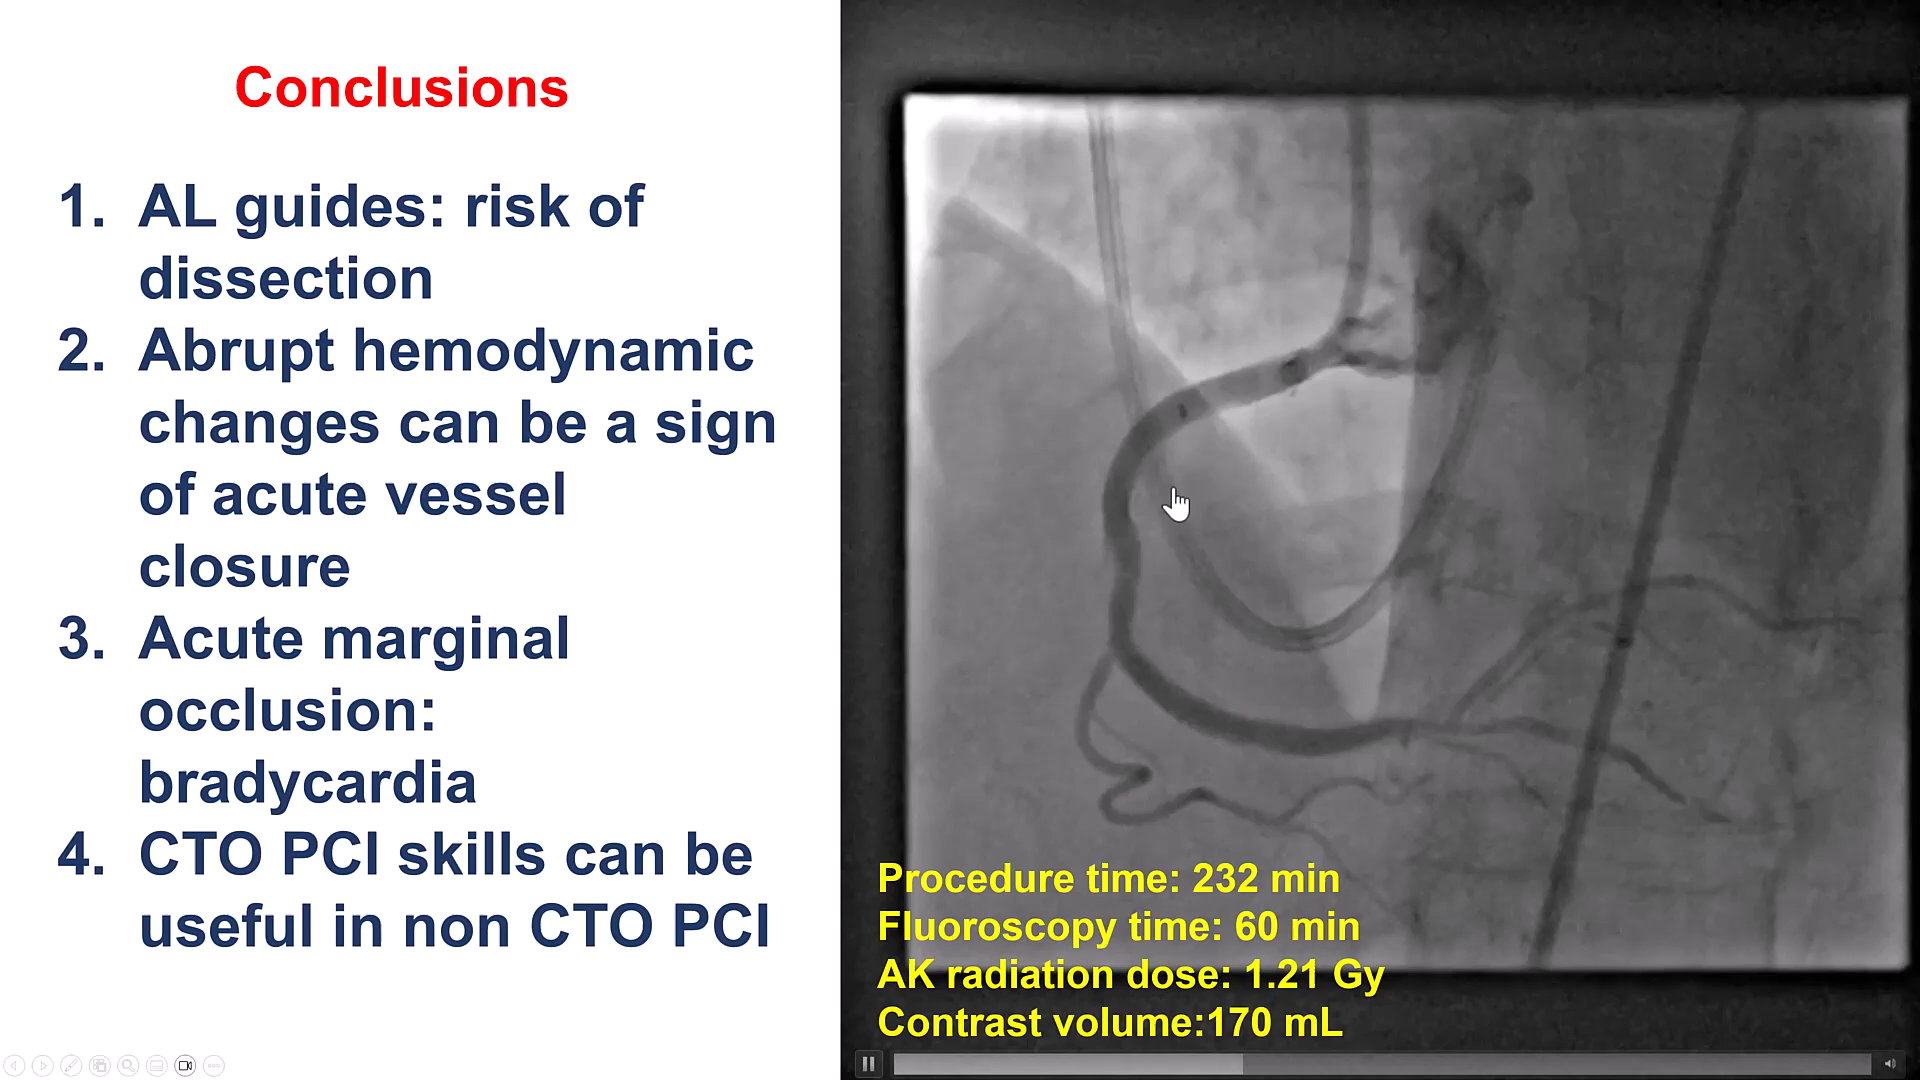 Conclusions
1. AL guides: risk of
dissection
2. Abrupt hemodynamic
changes can be a sign
of acute vessel
closure
3. Acute marginal
occlusion:
bradycardia
4. CTO PCI skills can be
useful in non CTO PCI
Procedure time: 232 min
Fluoroscopy time: 60 min
AK radiation dose: 1.21 Gy
Contrast volume:170 mL